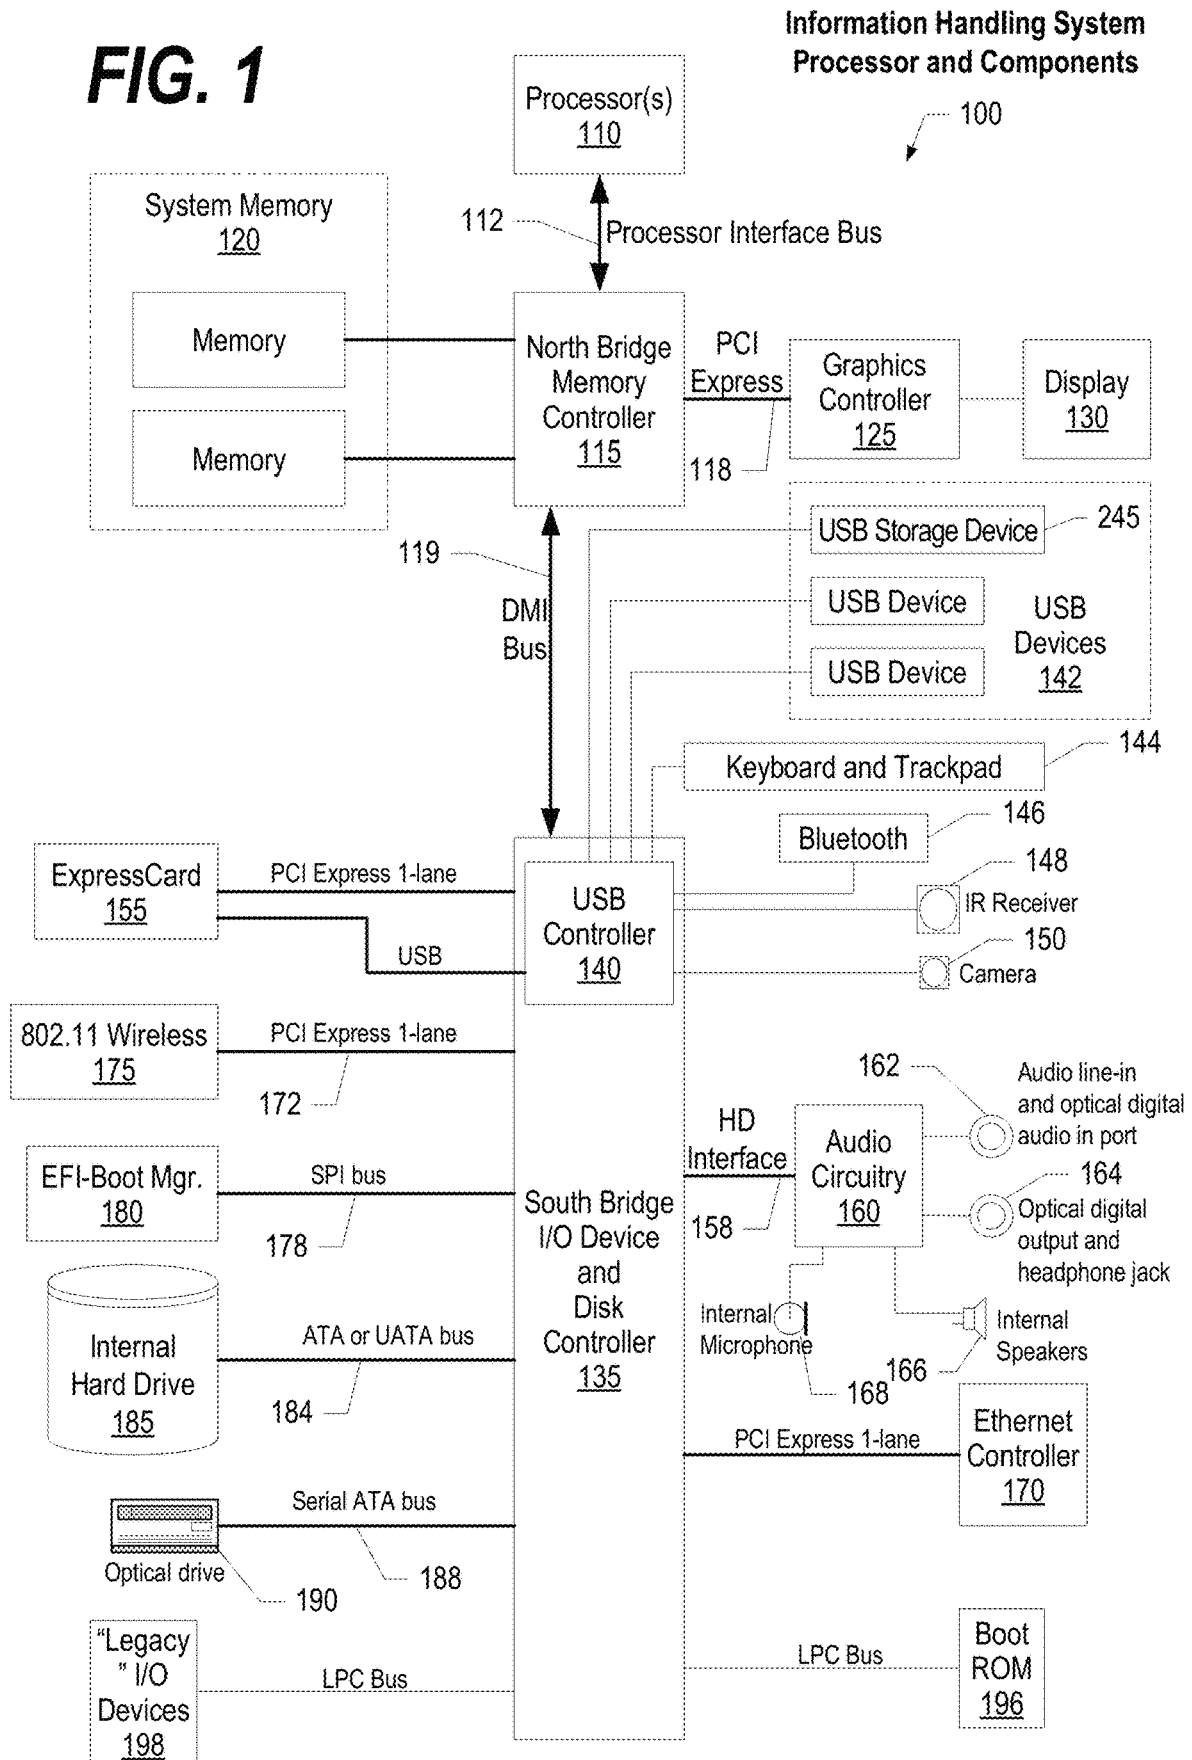 FIG. 1
Information Handling System
Processor and Components
100
Processor(s)
110
System Memory
120
112
Processor Interface Bus
Memory
Memory
North Bridge
Memory
Controller
115
PCI
Express
118
Graphics
Controller
125
Display
130
119
DMI
Bus
USB Storage Device
245
USB Device
USB Device
USB
Devices
142
Keyboard and Trackpad
144
Bluetooth
146
148
IR Receiver
150
Camera
ExpressCard
155
PCI Express 1-lane
USB
USB
Controller
140
802.11 Wireless
175
PCI Express 1-lane
172
EFI-Boot Mgr.
180
SPI bus
178
Internal
Hard Drive
185
ATA or UATA bus
184
South Bridge
I/O Device
and
Disk
Controller
135
HD
Interface
158
Audio
Circuitry
160
162
Audio line-in
and optical digital
audio in port
164
Optical digital
output and
headphone jack
Internal
Microphone
168
166
Internal
Speakers
PCI Express 1-lane
Ethernet
Controller
170
Serial ATA bus
188
Optical drive
190
“Legacy
” I/O
Devices
198
LPC Bus
LPC Bus
Boot
ROM
196